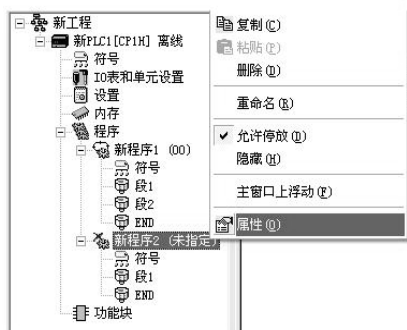 新工程
新PLC1[CP1H] 离线
符号
IO表和单元设置
设置
内存
程序
新程序1 (00)
符号
段1
段2
END
新程序2 (未指定)
符号
段1
END
功能块
复制(C)
粘贴(P)
删除(D)
重命名(R)
允许停放(D)
隐藏(H)
主窗口上浮动(F)
属性(O)